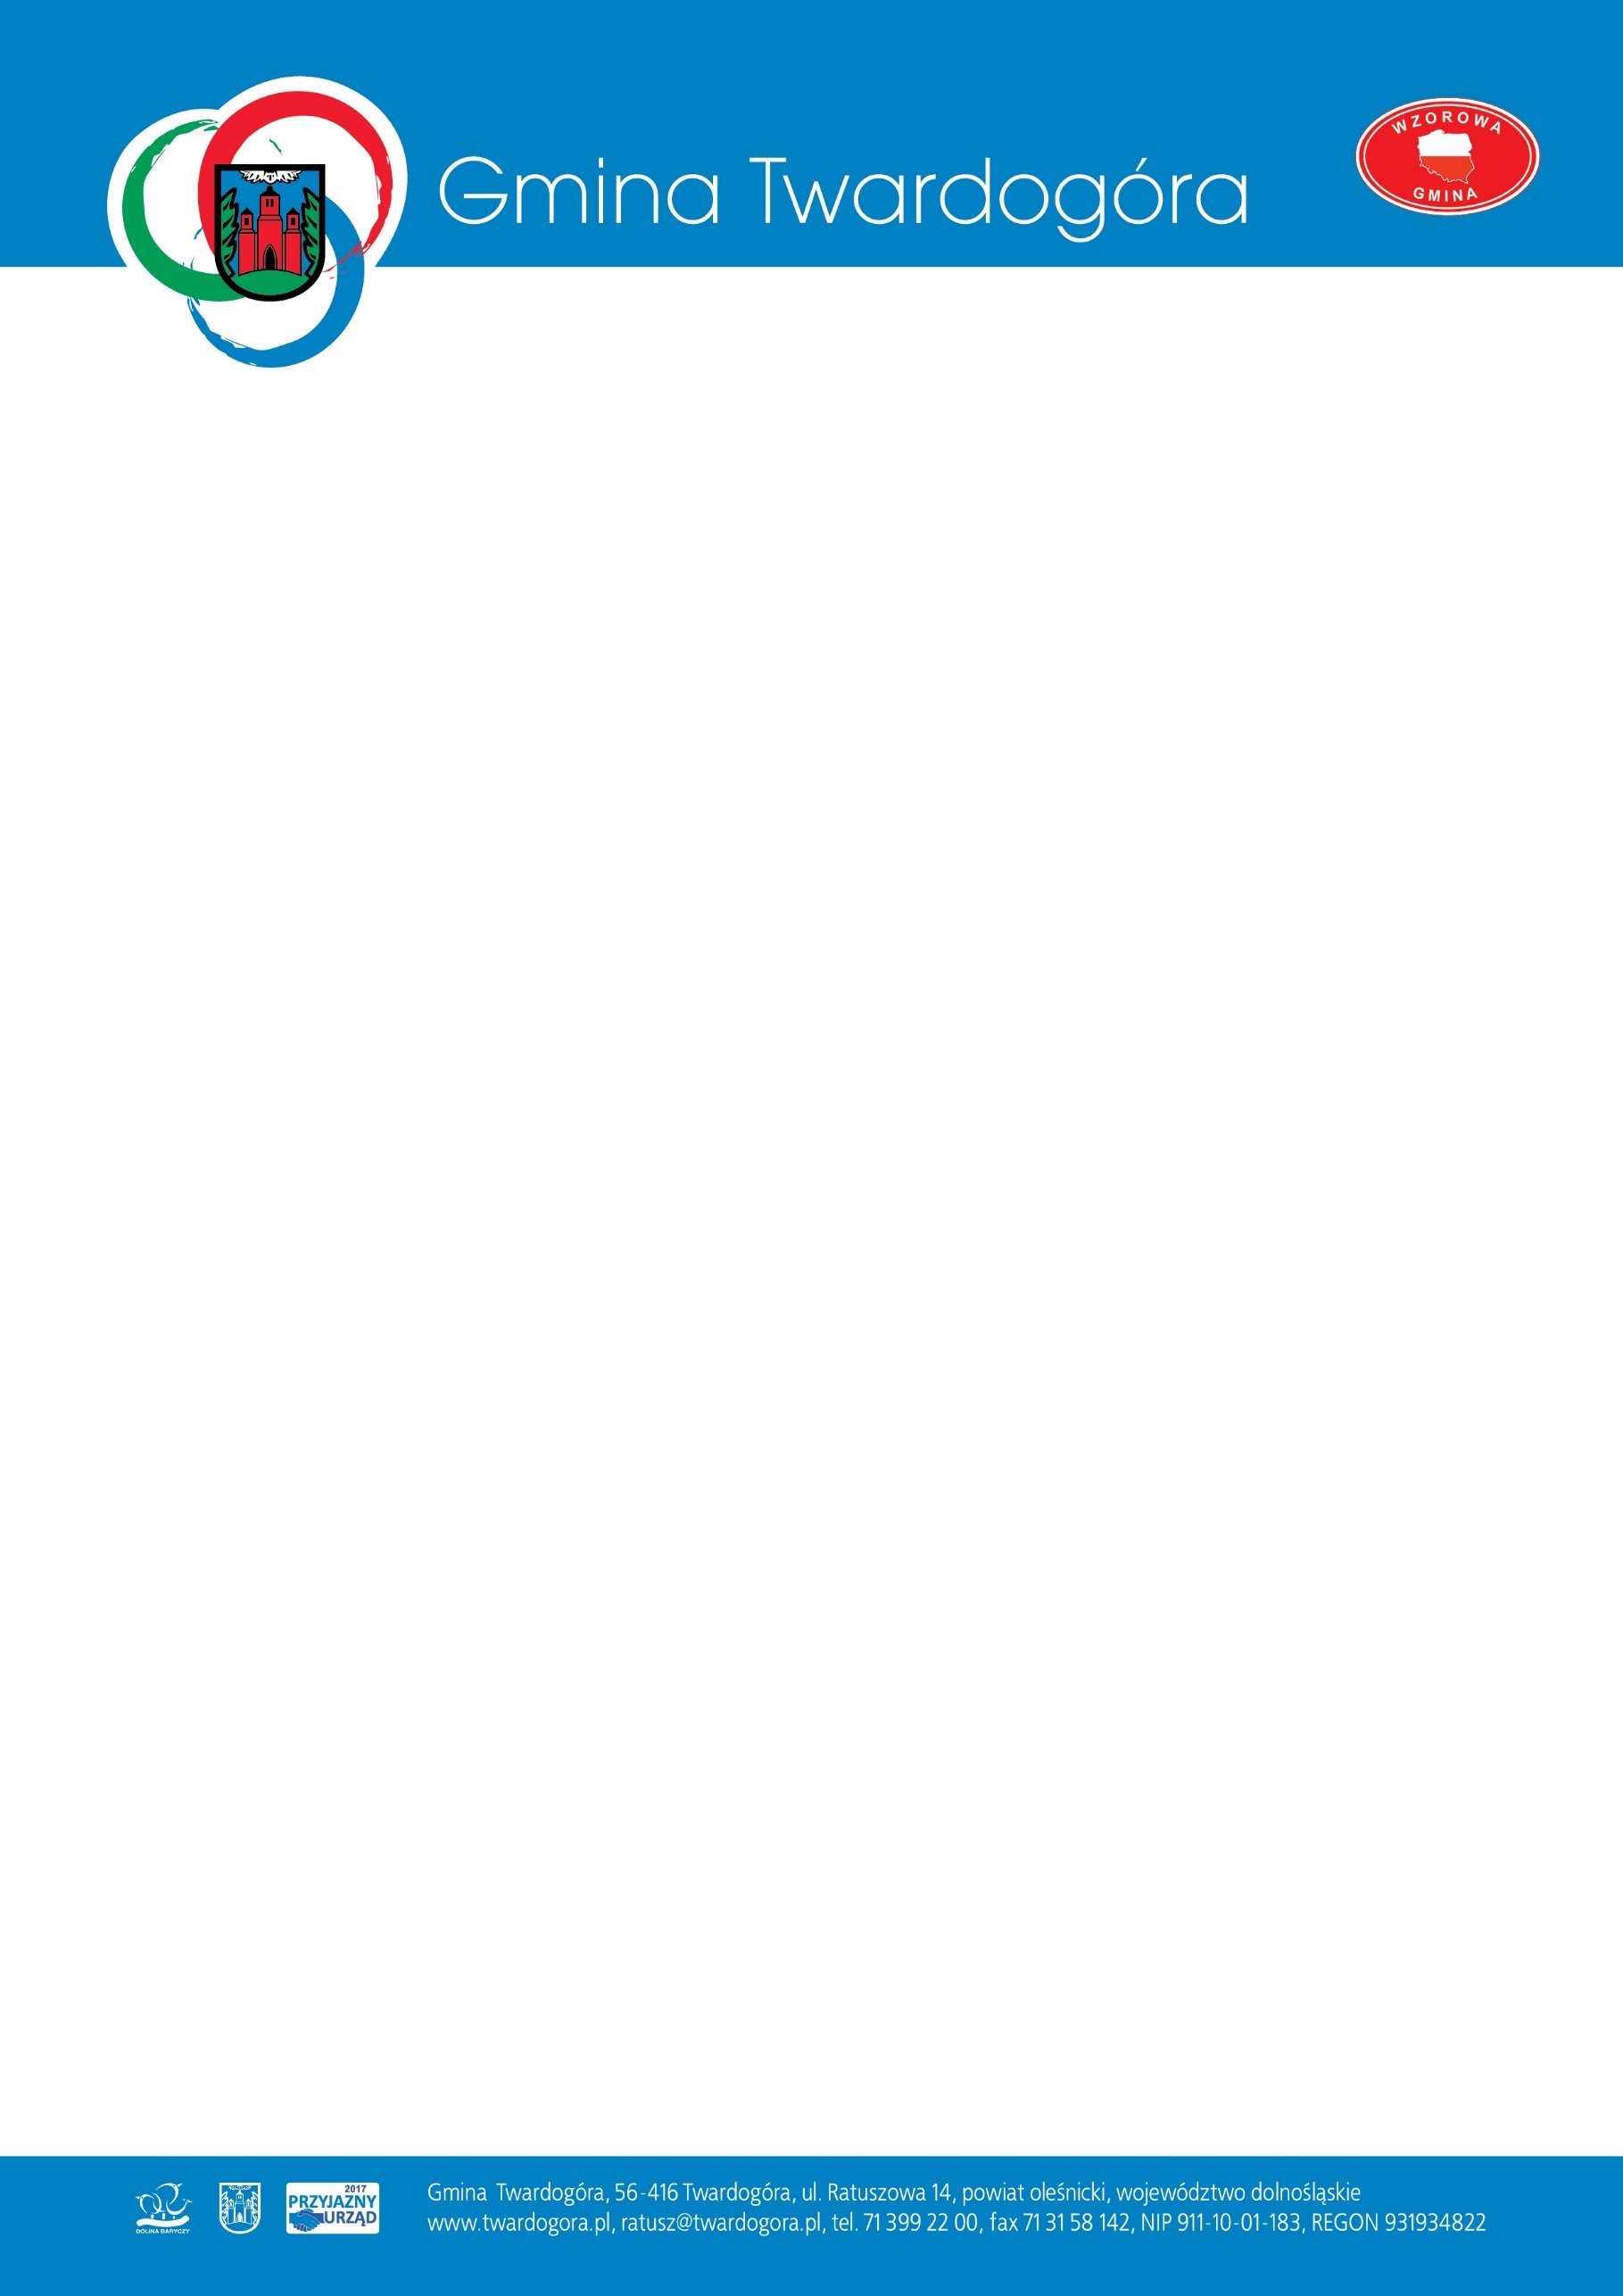 Gmina Twardogóra
WZOROWA
GMINA
DOLINA BARYCZY
2017
PRZYJAZNY
URZĄD
Gmina Twardogóra, 56-416 Twardogóra, ul. Ratuszowa 14, powiat oleśnicki, województwo dolnośląskie
www.twardogora.pl, ratusz@twardogora.pl, tel. 71 399 22 00, fax 71 31 58 142, NIP 911-10-01-183, REGON 931934822